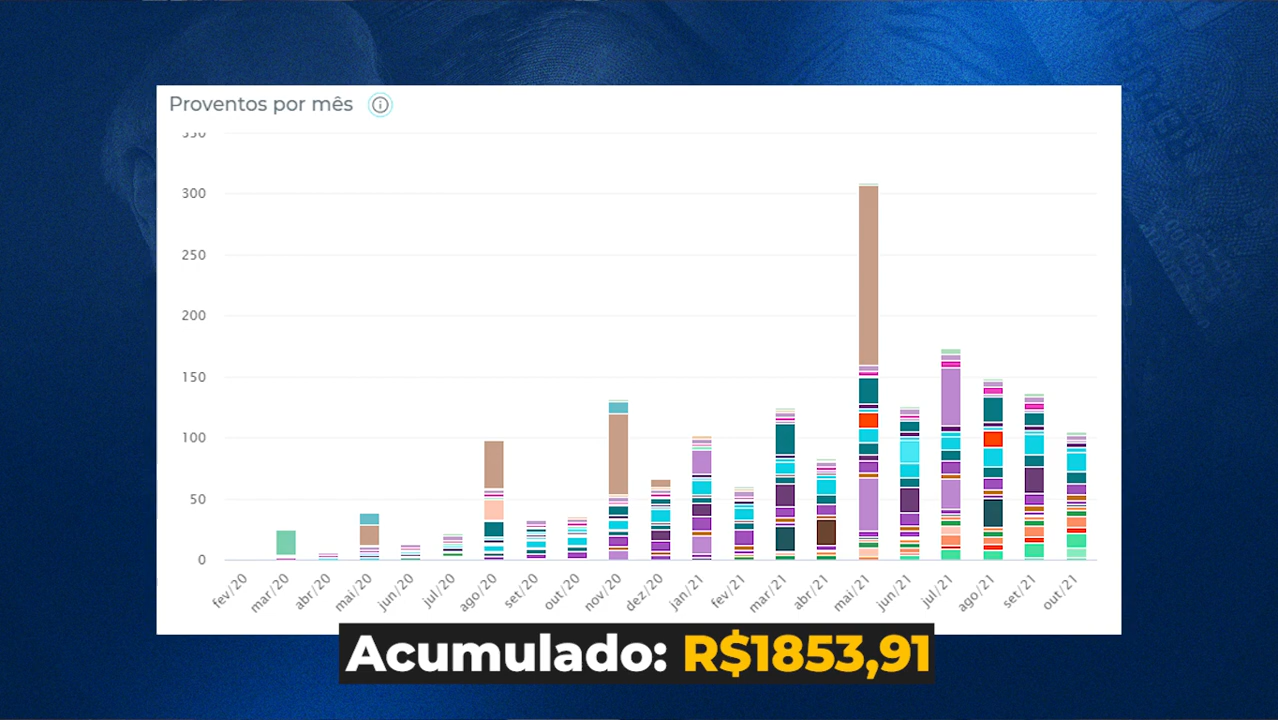 Proventos por mês
350
300
250
200
150
100
50
0
fev/20
mar/20
abr/20
mai/20
jun/20
jul/20
ago/20
set/20
out/20
nov/20
dez/20
jan/21
fev/21
mar/21
abr/21
mai/21
jun/21
jul/21
ago/21
set/21
out/21
Acumulado: R$1853,91